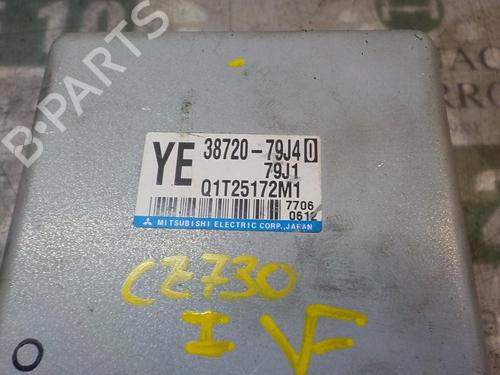 YE 38720-79J40
79J1
Q1T25172M1
7706
0612
MITSUBISHI ELECTRIC CORP., JAPAN
CZ730
I VF
B-PARTS